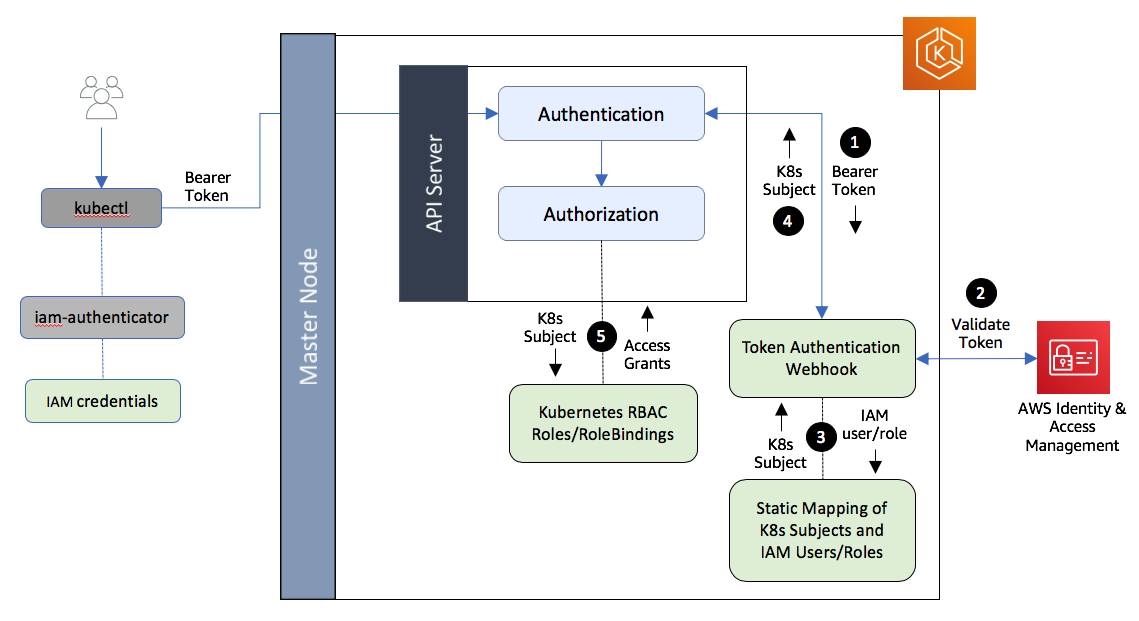 K
Authentication
Authorization
API Server
Master Node
Bearer
Token
kubectl
iam-authenticator
IAM credentials
K8s
Subject
4
1
Bearer
Token
2
Validate
Token
K8s
Subject
5
Access
Grants
Kubernetes RBAC
Roles/RoleBindings
Token Authentication
Webhook
AWS Identity &
Access
Management
K8s
Subject
3
IAM
user/role
Static Mapping of
K8s Subjects and
IAM Users/Roles